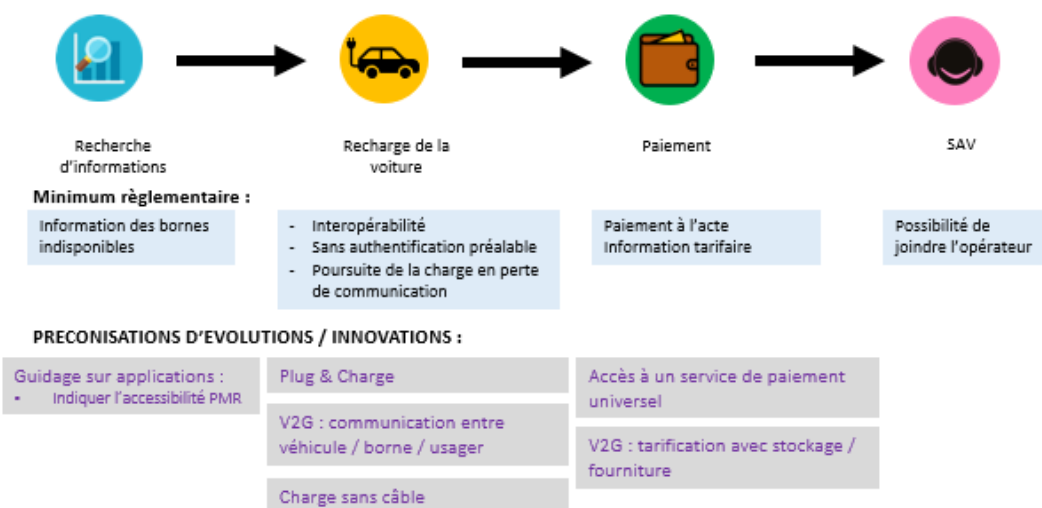 Recherche
d'informations
Recharge de la
voiture
Paiement
SAV
Minimum règlementaire :
Information des bornes
indisponibles
- Interopérabilité
- Sans authentification préalable
- Poursuite de la charge en perte
de communication
Paiement à l'acte
Information tarifaire
Possibilité de
joindre l'opérateur
PRECONISATIONS D'EVOLUTIONS / INNOVATIONS :
Guidage sur applications :
• Indiquer l'accessibilité PMR
Plug & Charge
V2G : communication entre
véhicule / borne / usager
Charge sans câble
Accès à un service de paiement
universel
V2G : tarification avec stockage /
fourniture